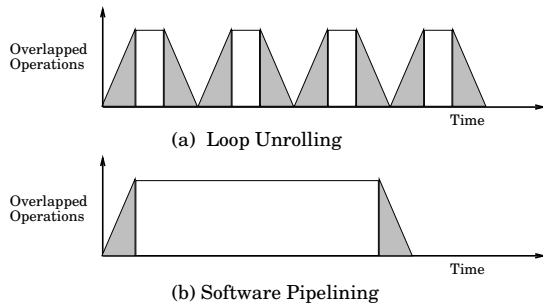 Overlapped
Operations
Time
(a) Loop Unrolling
Overlapped
Operations
Time
(b) Software Pipelining